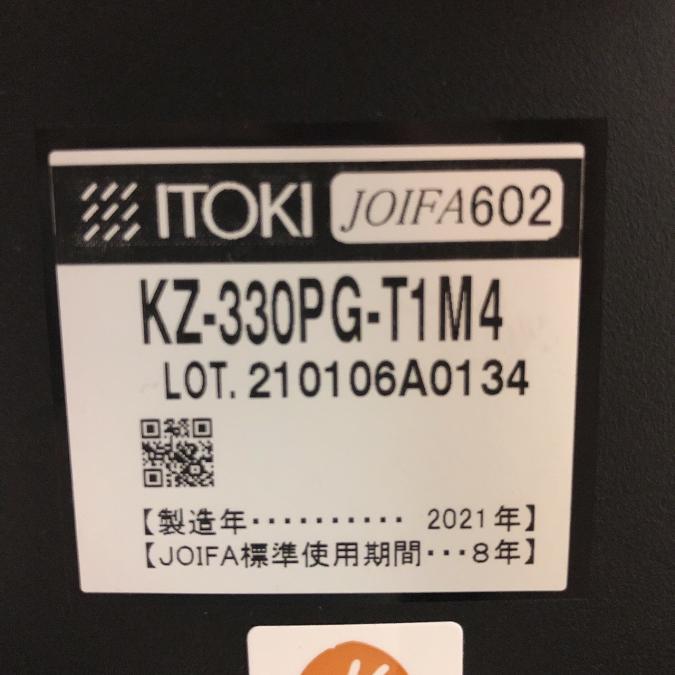 ITOKI JOIFA602
KZ-330PG-T1M4
LOT. 210106A0134
【製造年・・・・・・・・・・ 2021年】
【JOIFA標準使用期間・・・8年】